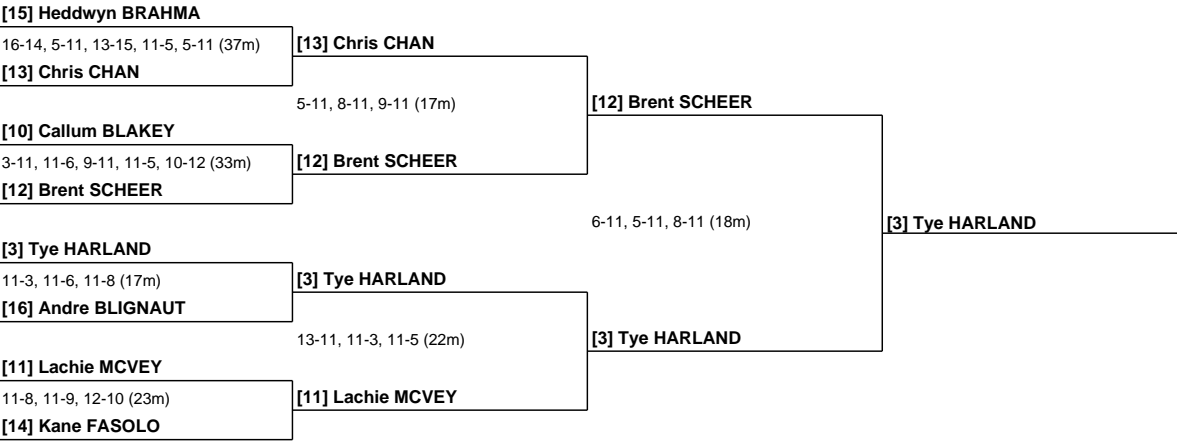 [15] Heddwyn BRAHMA
16-14, 5-11, 13-15, 11-5, 5-11 (37m)
[13] Chris CHAN
[13] Chris CHAN
5-11, 8-11, 9-11 (17m)
[12] Brent SCHEER
[10] Callum BLAKEY
3-11, 11-6, 9-11, 11-5, 10-12 (33m)
[12] Brent SCHEER
[12] Brent SCHEER
6-11, 5-11, 8-11 (18m)
[3] Tye HARLAND
[3] Tye HARLAND
11-3, 11-6, 11-8 (17m)
[3] Tye HARLAND
[16] Andre BLIGNAUT
13-11, 11-3, 11-5 (22m)
[3] Tye HARLAND
[11] Lachie MCVEY
11-8, 11-9, 12-10 (23m)
[11] Lachie MCVEY
[14] Kane FASOLO